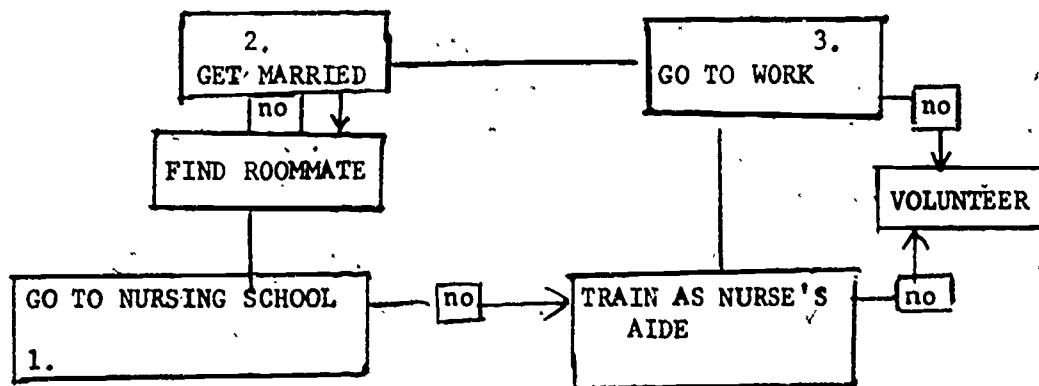 2.
GET MARRIED
no
FIND ROOMMATE
3.
GO TO WORK
no
VOLUNTEER
GO TO NURSING SCHOOL
1.
no
TRAIN AS NURSE'S
AIDE
no